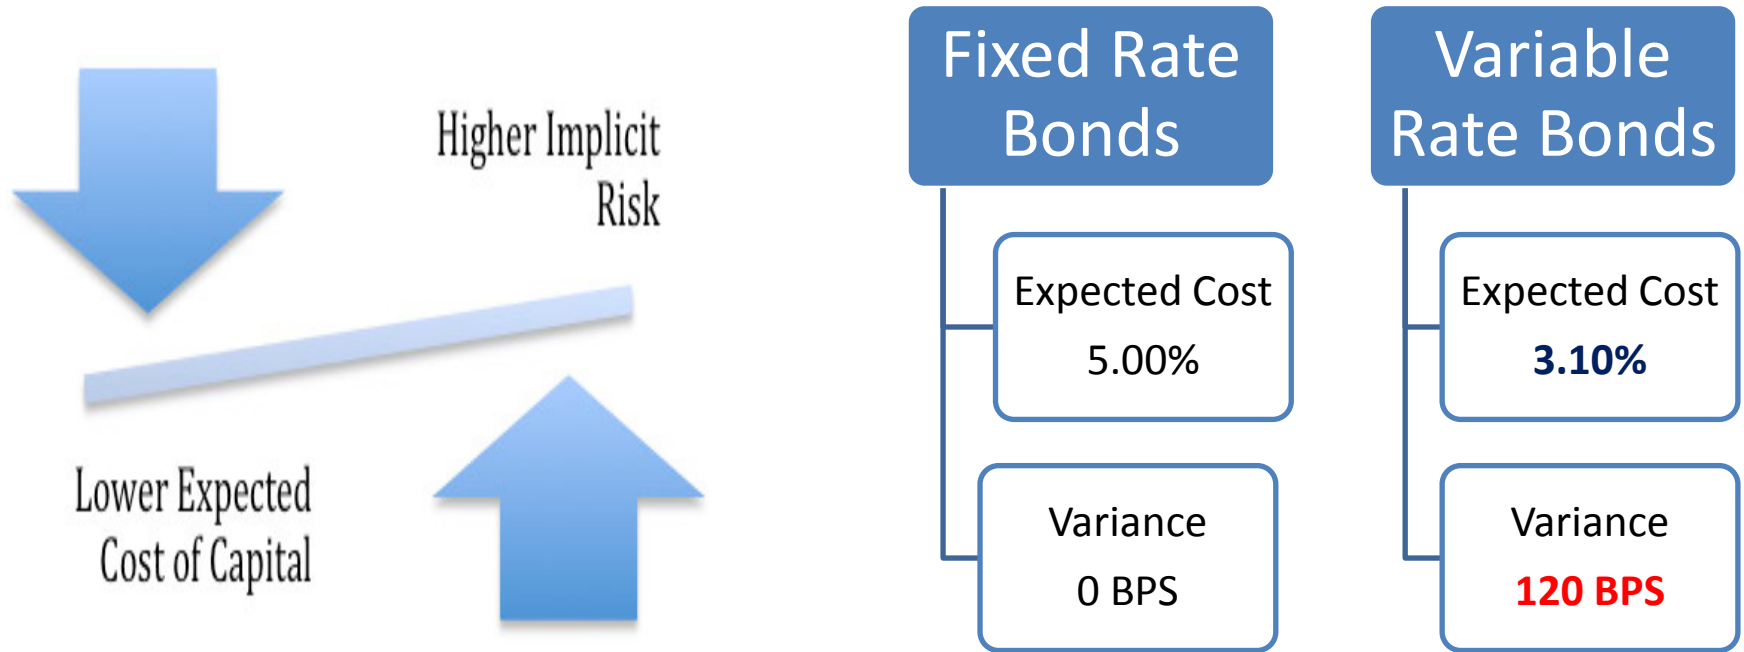 Higher Implicit
Risk
Lower Expected
Cost of Capital
Fixed Rate
Bonds
Expected Cost
5.00%
Variance
0 BPS
Variable
Rate Bonds
Expected Cost
3.10%
Variance
120 BPS